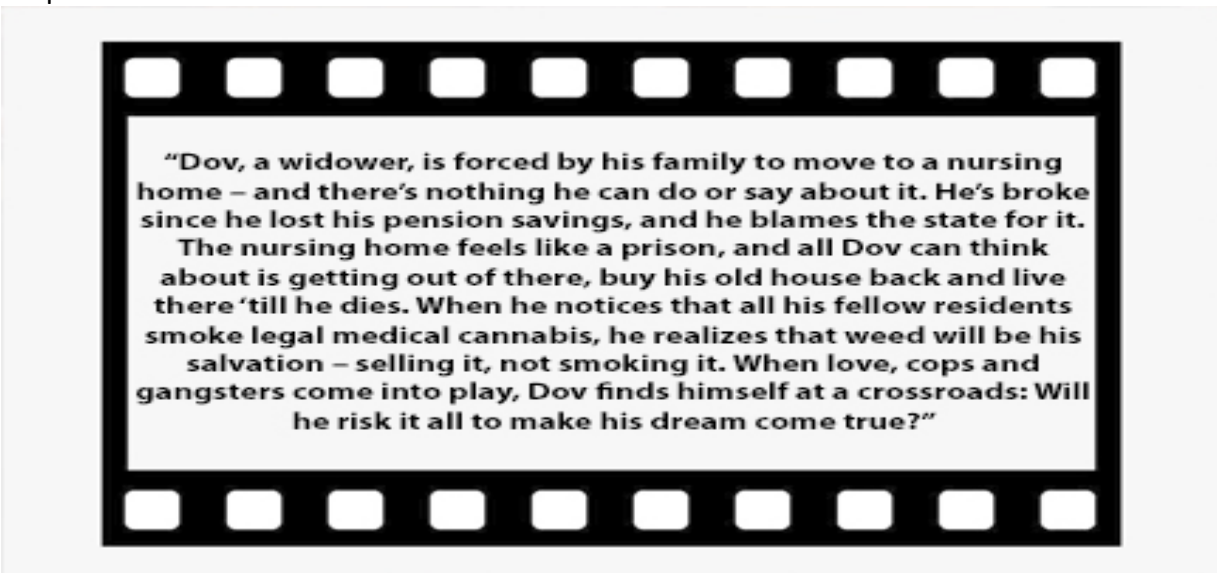 “Dov, a widower, is forced by his family to move to a nursing
home – and there’s nothing he can do or say about it. He’s broke
since he lost his pension savings, and he blames the state for it.
The nursing home feels like a prison, and all Dov can think
about is getting out of there, buy his old house back and live
there ‘till he dies. When he notices that all his fellow residents
smoke legal medical cannabis, he realizes that weed will be his
salvation – selling it, not smoking it. When love, cops and
gangsters come into play, Dov finds himself at a crossroads: Will
he risk it all to make his dream come true?”